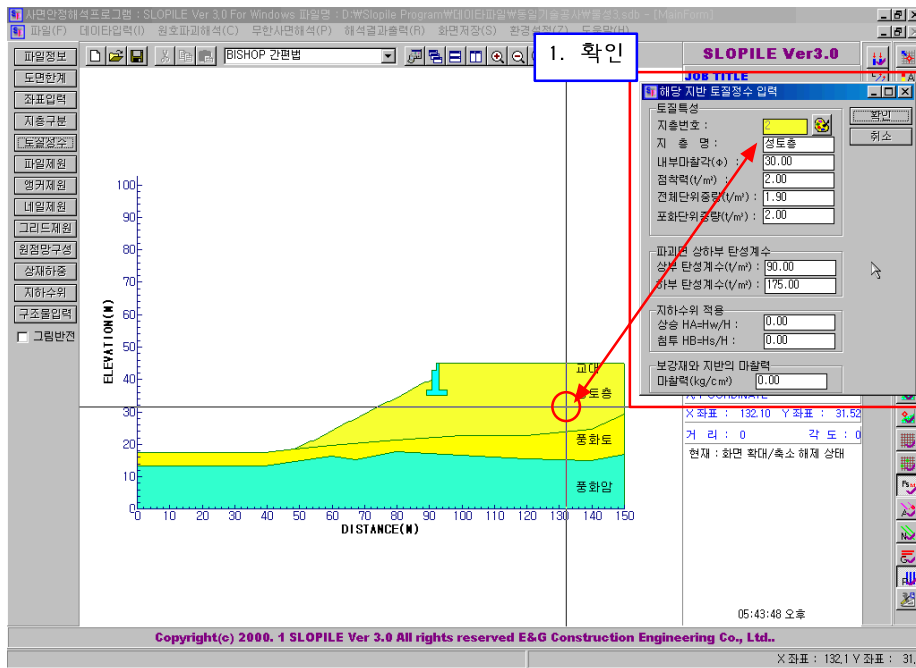 사면안정해석프로그램 : SLOPILE Ver 3,0 For Windows 파일명 : D:₩Slopile Program₩데이타파일₩동일기술공사₩률성3.sdb - [MainForm]
파일(F) 데이타입력(I) 원호파괴해석(C) 무한사면해석(P) 해석결과출력(R) 화면저장(S) 환경설정(Z) 도움말(H)
파일정보
도면한계
좌표입력
지층구분
토질정수
파일제원
앵커제원
네일제원
그리드제원
원점망구성
상재하중
지하수위
구조물입력
그림반전
BISHOP 간편법
1. 확인
SLOPILE Ver3.0
JOB TITLE
해당 지반 토질정수 입력
토질특성
지층번호 : 2
지 층 명 : 성토층
내부마찰각(Φ) : 30.00
점착력(t/m²) : 2.00
전체단위중량(t/m³) : 1.90
포화단위중량(t/m³) : 2.00
파괴면 상하부 탄성계수
상부 탄성계수(t/m²) : 90.00
하부 탄성계수(t/m²) : 175.00
지하수위 적용
상승 HA=Hw/H : 0.00
침투 HB=Hs/H : 0.00
보강재와 지반의 마찰력
마찰력(kg/cm²) 0.00
확인
취소
X,Y COORDINATE
X 좌표 : 132.10 Y 좌표 : 31.52
거 리 : 0 각 도 : 0
현재 : 화면 확대/축소 해제 상태
ELEVATION(M)
100
90
80
70
60
50
40
30
20
10
0
교대
성토층
풍화토
풍화암
0 10 20 30 40 50 60 70 80 90 100 110 120 130 140 150
DISTANCE(M)
05:43:48 오후
Copyright(c) 2000. 1 SLOPILE Ver 3.0 All rights reserved E&G Construction Engineering Co., Ltd..
X 좌표 : 132,1 Y 좌표 : 31,